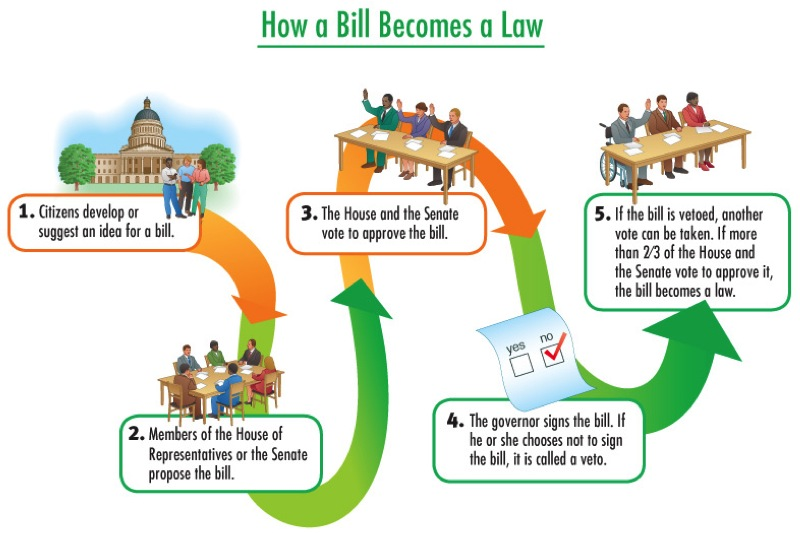 How a Bill Becomes a Law
1. Citizens develop or
suggest an idea for a bill.
2. Members of the House of
Representatives or the Senate
propose the bill.
3. The House and the Senate
vote to approve the bill.
yes no
4. The governor signs the bill. If
he or she chooses not to sign
the bill, it is called a veto.
5. If the bill is vetoed, another
vote can be taken. If more
than 2/3 of the House and
the Senate vote to approve it,
the bill becomes a law.